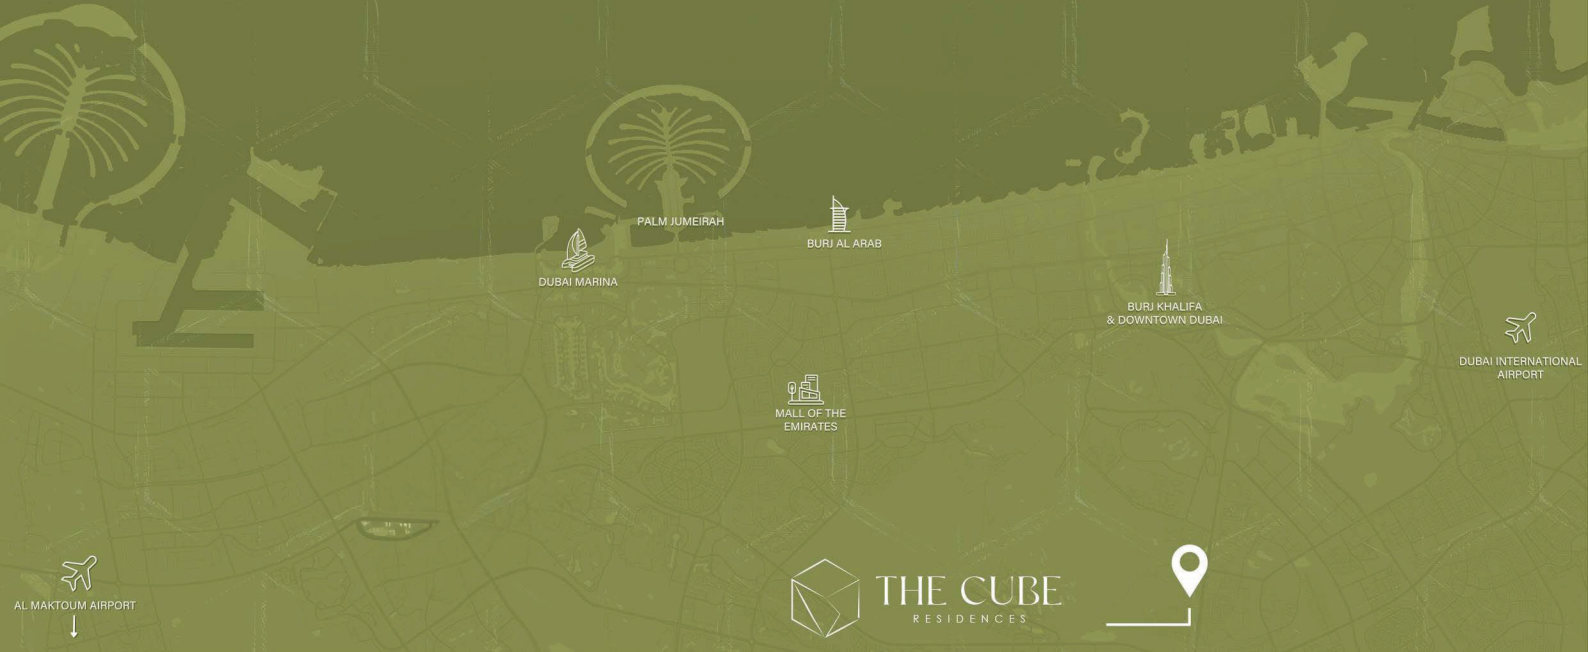 PALM JUMEIRAH
BURJ AL ARAB
DUBAI MARINA
BURJ KHALIFA
& DOWNTOWN DUBAI
DUBAI INTERNATIONAL
AIRPORT
MALL OF THE
EMIRATES
AL MAKTOUM AIRPORT
THE CUBE
RESIDENCES